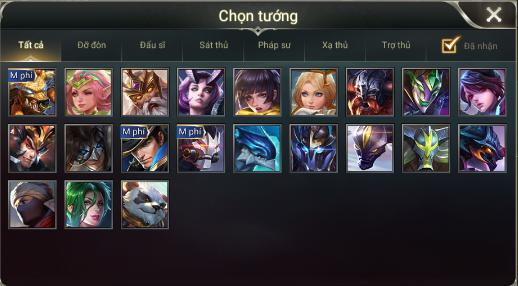 Chọn tướng
Tất cả Đỡ đòn Đấu sĩ Sát thủ Pháp sư Xạ thủ Trợ thủ Đã nhận
M phí
M phí M phí